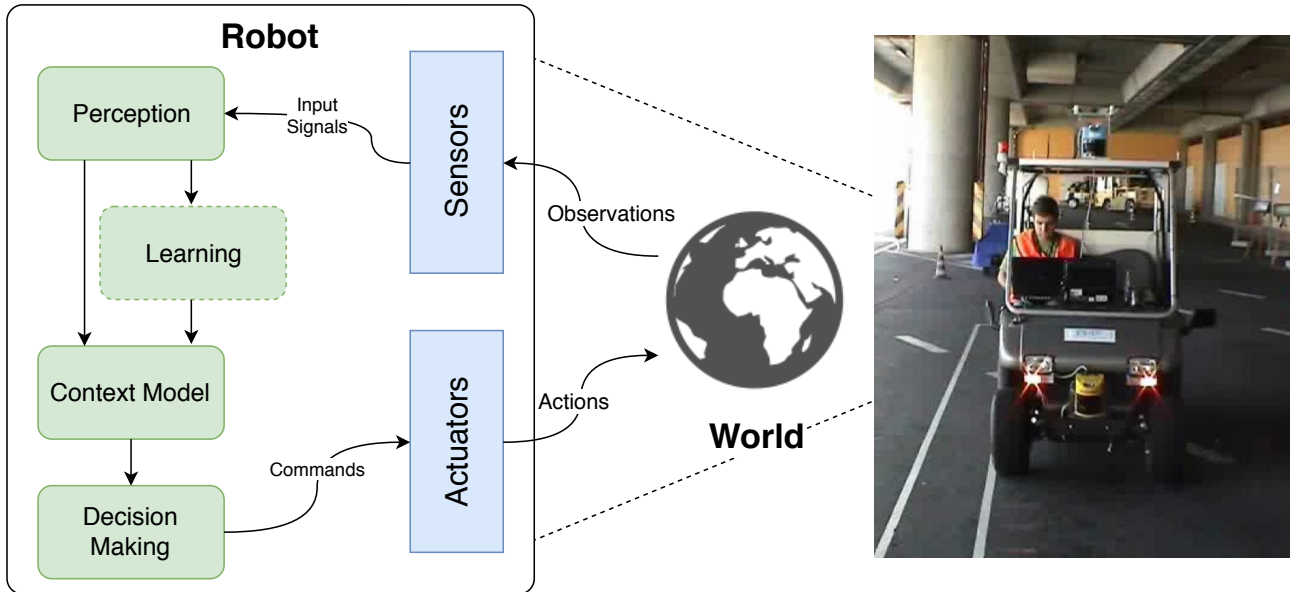 Robot
Perception
Input
Signals
Sensors
Learning
Observations
Context Model
Actuators
Actions
World
Commands
Decision
Making